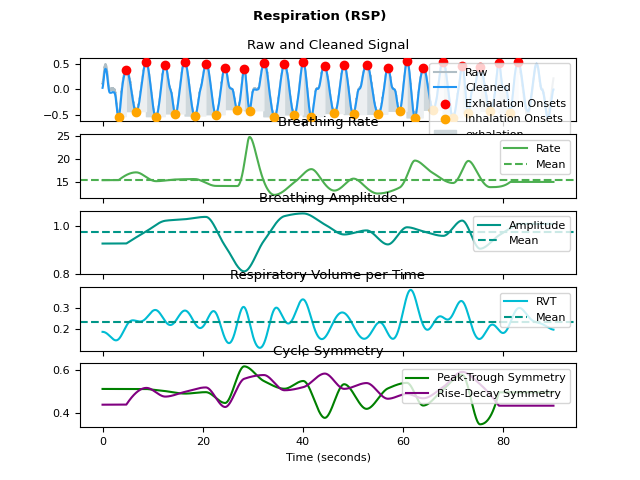 Respiration (RSP)
Raw and Cleaned Signal
0.5
0.0
−0.5
Raw
Cleaned
Exhalation Onsets
Inhalation Onsets
exhalation
Breathing Rate
25
20
15
Rate
Mean
Breathing Amplitude
1.0
0.8
Amplitude
Mean
Respiratory Volume per Time
0.3
0.2
RVT
Mean
Cycle Symmetry
0.6
0.4
Peak-Trough Symmetry
Rise-Decay Symmetry
0 20 40 60 80
Time (seconds)